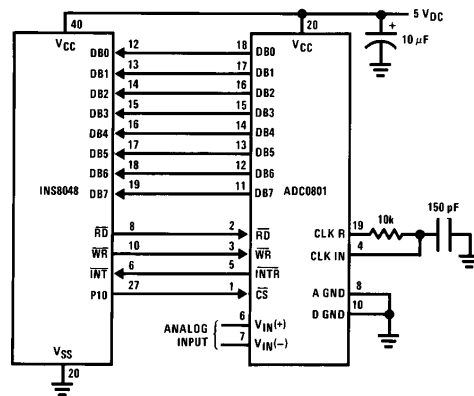 5 VDC
40
20
+
10 µF
VCC
VCC
DB0 12 18 DB0
DB1 13 17 DB1
DB2 14 16 DB2
DB3 15 15 DB3
DB4 16 14 DB4
DB5 17 13 DB5
DB6 18 12 DB6
DB7 19 11 DB7
INS8048
ADC0801
150 pF
RD 8 2 RD
CLK R 19 10k
WR 10 3 WR
CLK IN 4
INT 6 5 INTR
P10 27 1 CS
A GND 8
D GND 10
ANALOG INPUT
6 VIN(+)
7 VIN(−)
VSS
20